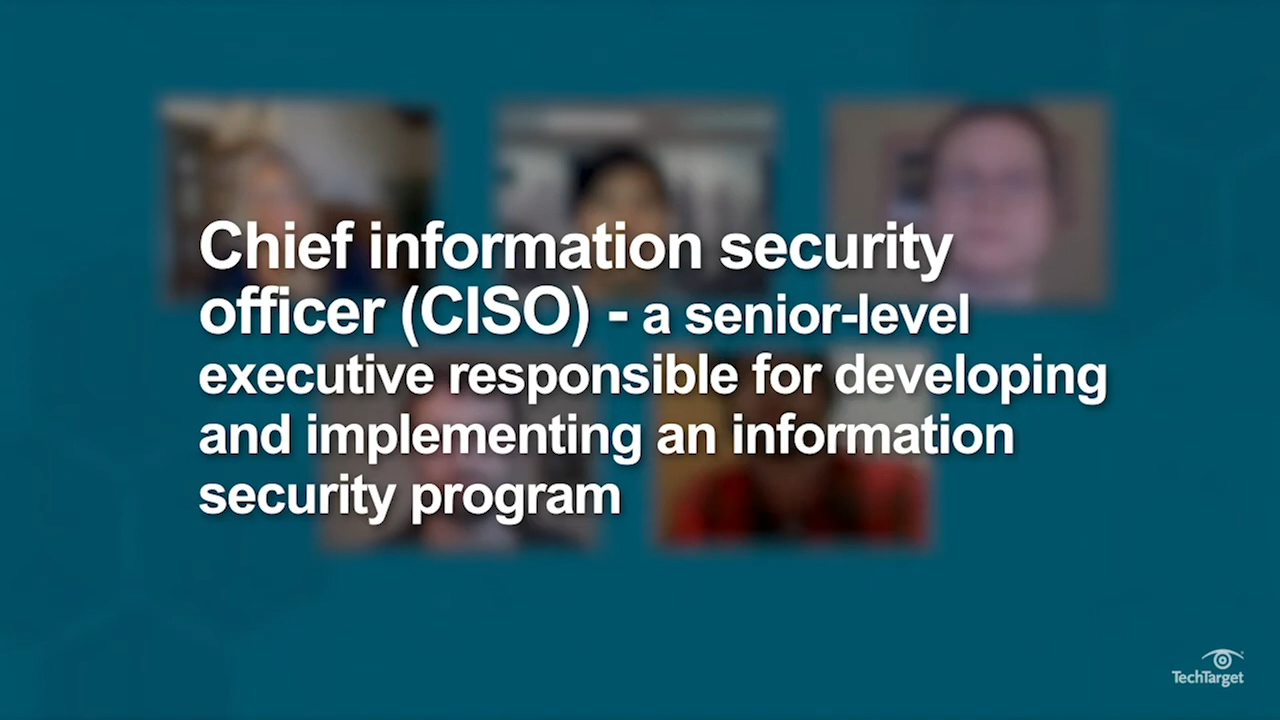 Chief information security
officer (CISO) - a senior-level
executive responsible for developing
and implementing an information
security program
TechTarget